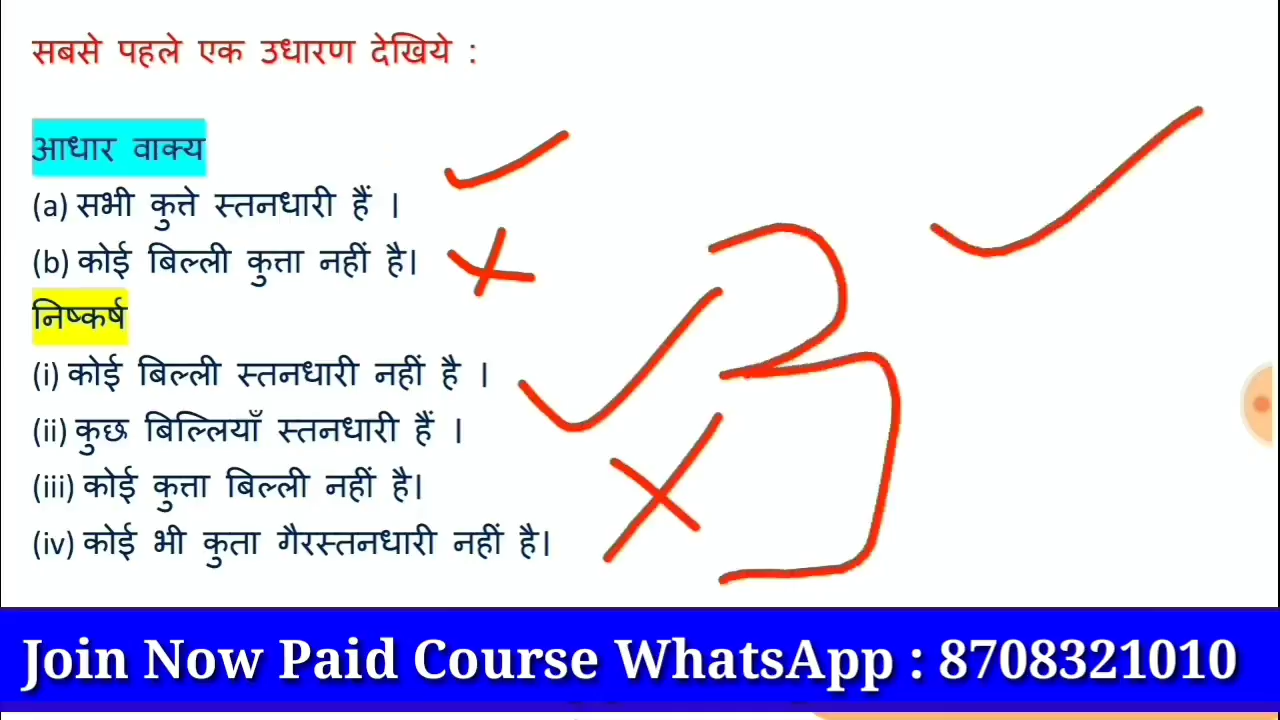 सबसे पहले एक उधारण देखिये :
आधार वाक्य
(a) सभी कुत्ते स्तनधारी हैं ।
(b) कोई बिल्ली कुत्ता नहीं है।
निष्कर्ष
(i) कोई बिल्ली स्तनधारी नहीं है ।
(ii) कुछ बिल्लियाँ स्तनधारी हैं ।
(iii) कोई कुत्ता बिल्ली नहीं है।
(iv) कोई भी कुता गैरस्तनधारी नहीं है।
Join Now Paid Course WhatsApp : 8708321010